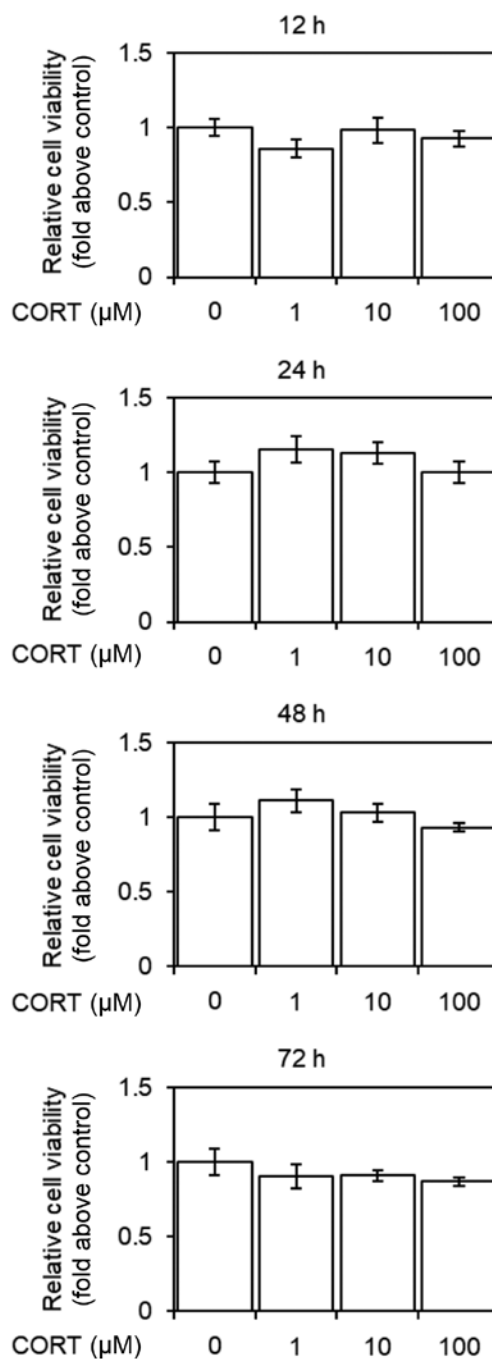 12 h
Relative cell viability
(fold above control)
1.5
1
0.5
0
CORT (µM) 0 1 10 100
24 h
Relative cell viability
(fold above control)
1.5
1
0.5
0
CORT (µM) 0 1 10 100
48 h
Relative cell viability
(fold above control)
1.5
1
0.5
0
CORT (µM) 0 1 10 100
72 h
Relative cell viability
(fold above control)
1.5
1
0.5
0
CORT (µM) 0 1 10 100